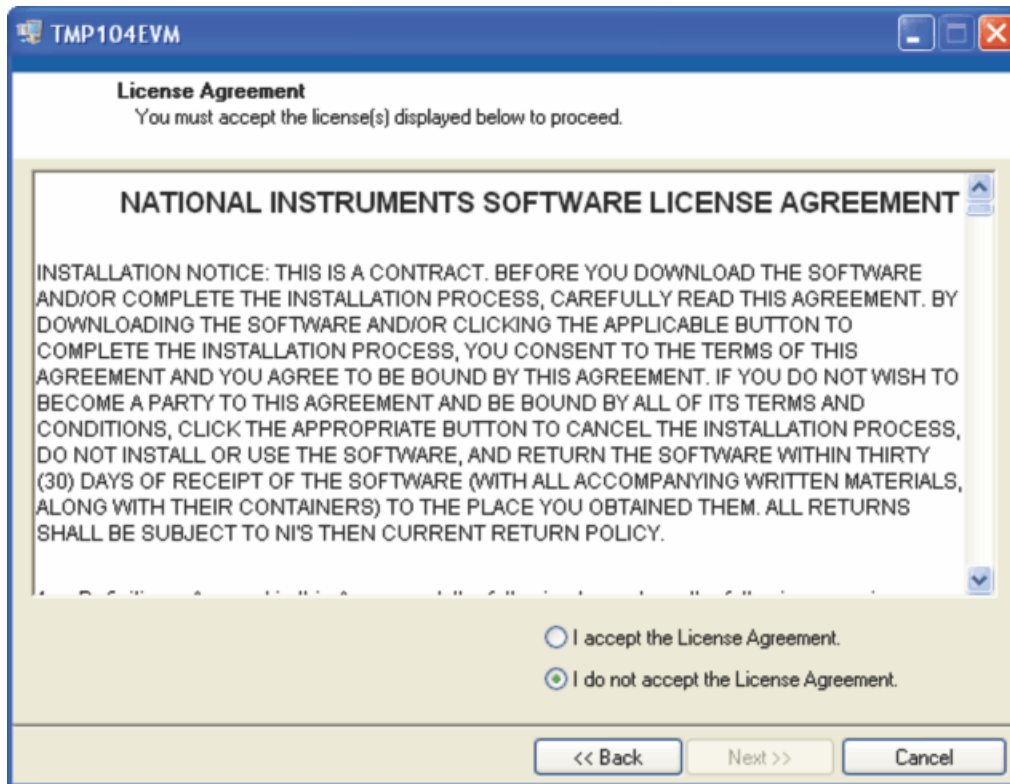 TMP104EVM
License Agreement
You must accept the license(s) displayed below to proceed.
NATIONAL INSTRUMENTS SOFTWARE LICENSE AGREEMENT
INSTALLATION NOTICE: THIS IS A CONTRACT. BEFORE YOU DOWNLOAD THE SOFTWARE
AND/OR COMPLETE THE INSTALLATION PROCESS, CAREFULLY READ THIS AGREEMENT. BY
DOWNLOADING THE SOFTWARE AND/OR CLICKING THE APPLICABLE BUTTON TO
COMPLETE THE INSTALLATION PROCESS, YOU CONSENT TO THE TERMS OF THIS
AGREEMENT AND YOU AGREE TO BE BOUND BY THIS AGREEMENT. IF YOU DO NOT WISH TO
BECOME A PARTY TO THIS AGREEMENT AND BE BOUND BY ALL OF ITS TERMS AND
CONDITIONS, CLICK THE APPROPRIATE BUTTON TO CANCEL THE INSTALLATION PROCESS,
DO NOT INSTALL OR USE THE SOFTWARE, AND RETURN THE SOFTWARE WITHIN THIRTY
(30) DAYS OF RECEIPT OF THE SOFTWARE (WITH ALL ACCOMPANYING WRITTEN MATERIALS,
ALONG WITH THEIR CONTAINERS) TO THE PLACE YOU OBTAINED THEM. ALL RETURNS
SHALL BE SUBJECT TO NI'S THEN CURRENT RETURN POLICY.
I accept the License Agreement.
I do not accept the License Agreement.
<< Back
Next >>
Cancel